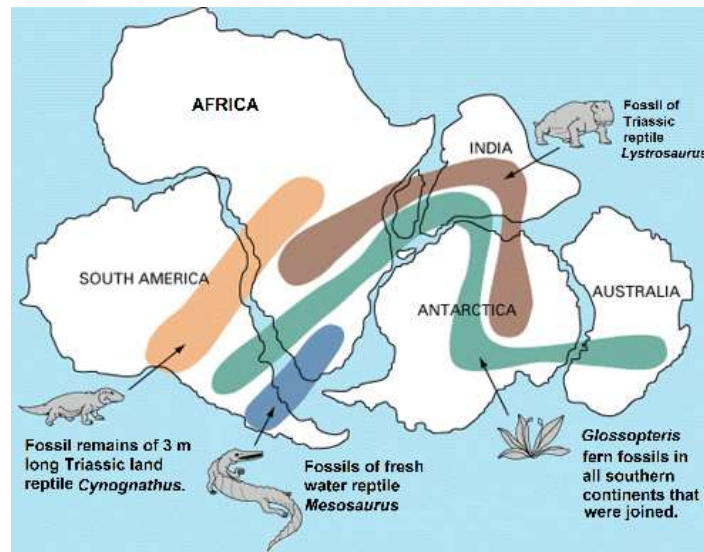 AFRICA
Fossil of
Triassic
reptile
Lystrosaurus
INDIA
SOUTH AMERICA
ANTARCTICA
AUSTRALIA
Fossil remains of 3 m
long Triassic land
reptile Cynognathus.
Fossils of fresh
water reptile
Mesosaurus
Glossopteris
fern fossils in
all southern
continents that
were joined.